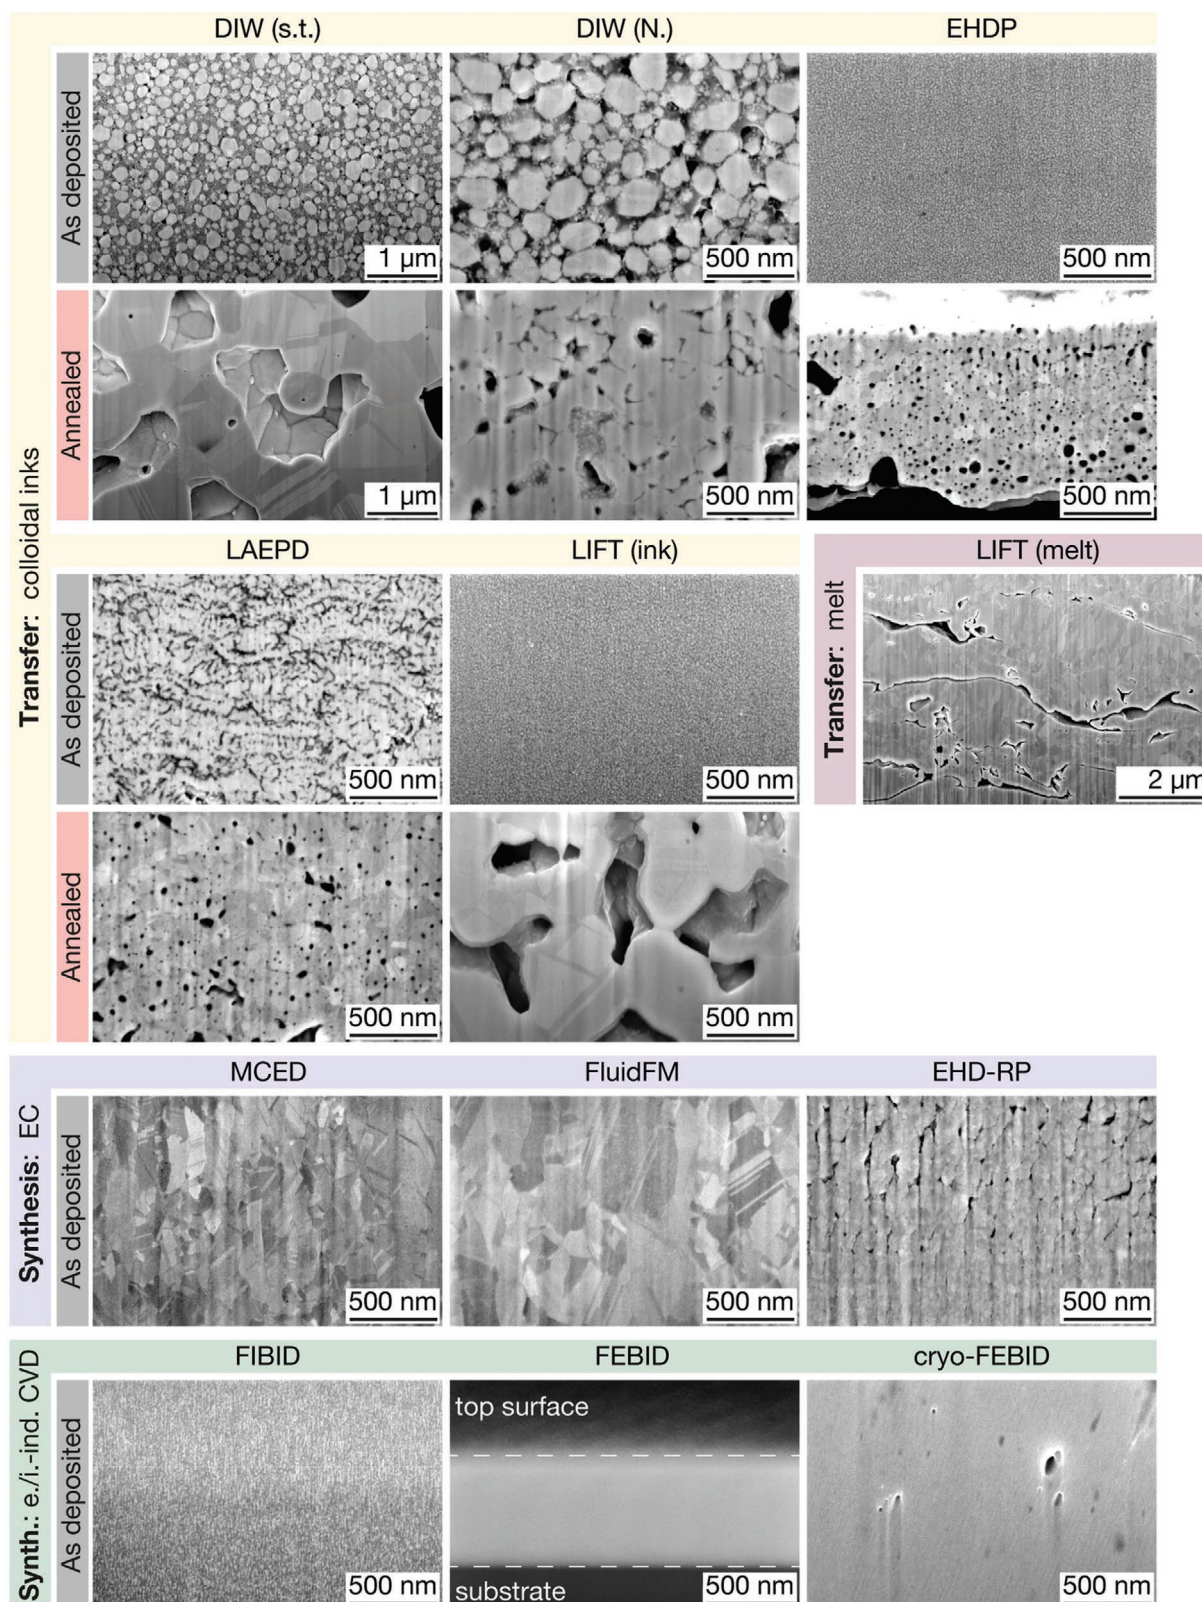 DIW (s.t.)
DIW (N.)
EHDP
Transfer: colloidal inks
As deposited
1 µm
500 nm
500 nm
Annealed
1 µm
500 nm
500 nm
LAEPD
LIFT (ink)
LIFT (melt)
As deposited
500 nm
500 nm
Transfer: melt
2 µm
Annealed
500 nm
500 nm
MCED
FluidFM
EHD-RP
Synthesis: EC
As deposited
500 nm
500 nm
500 nm
FIBID
FEBID
cryo-FEBID
Synth.: e./i.-ind. CVD
As deposited
500 nm
top surface
substrate
500 nm
500 nm